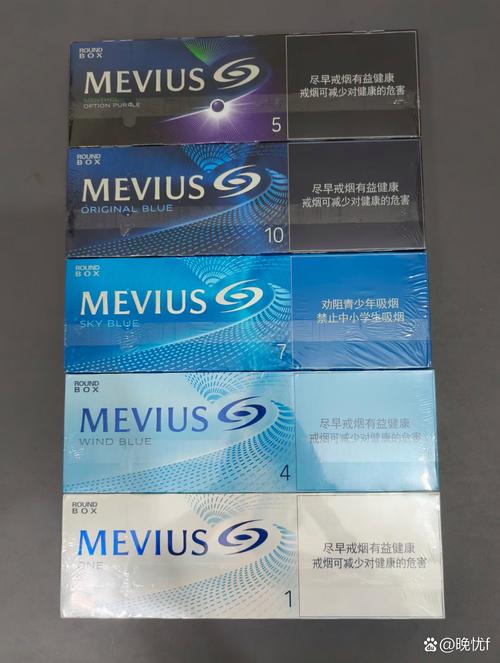 ROUND
BOX
MEVIUS
MENTHOL
OPTION PURPLE
5
尽早戒烟有益健康
戒烟可减少对健康的危害
ROUND
BOX
MEVIUS
ORIGINAL BLUE
10
尽早戒烟有益健康
戒烟可减少对健康的危害
ROUND
BOX
MEVIUS
SKY BLUE
7
劝阻青少年吸烟
禁止中小学生吸烟
ROUND
BOX
MEVIUS
WIND BLUE
4
尽早戒烟有益健康
戒烟可减少对健康的危害
ROUND
BOX
MEVIUS
ONE
1
尽早戒烟有益健康
戒烟可减少对健康的危害
@晚忧f